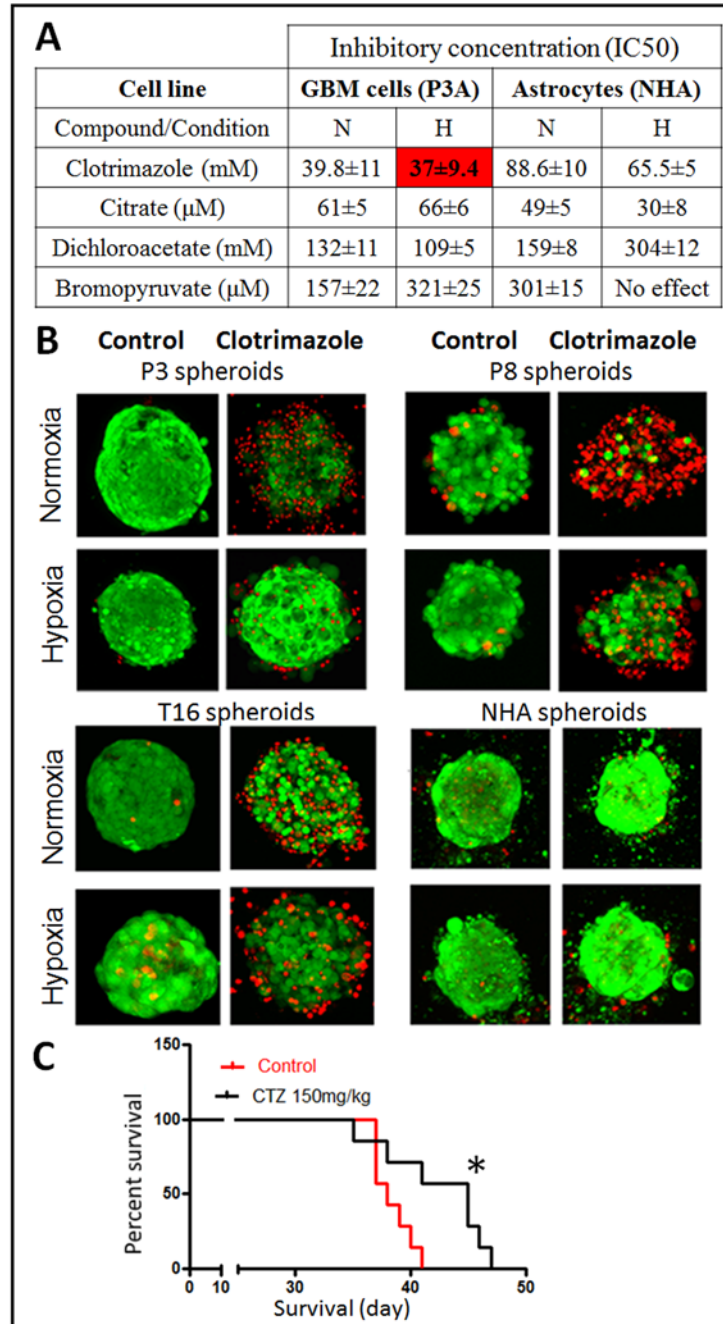 A
Inhibitory concentration (IC50)
Cell line GBM cells (P3A) Astrocytes (NHA)
Compound/Condition N H N H
Clotrimazole (mM) 39.8±11 37±9.4 88.6±10 65.5±5
Citrate (µM) 61±5 66±6 49±5 30±8
Dichloroacetate (mM) 132±11 109±5 159±8 304±12
Bromopyruvate (µM) 157±22 321±25 301±15 No effect
B
Control Clotrimazole Control Clotrimazole
P3 spheroids P8 spheroids
Normoxia
Hypoxia
T16 spheroids NHA spheroids
Normoxia
Hypoxia
C
150
Control
CTZ 150mg/kg
100
*
50
0
Percent survival
0 10 30 40 50
Survival (day)